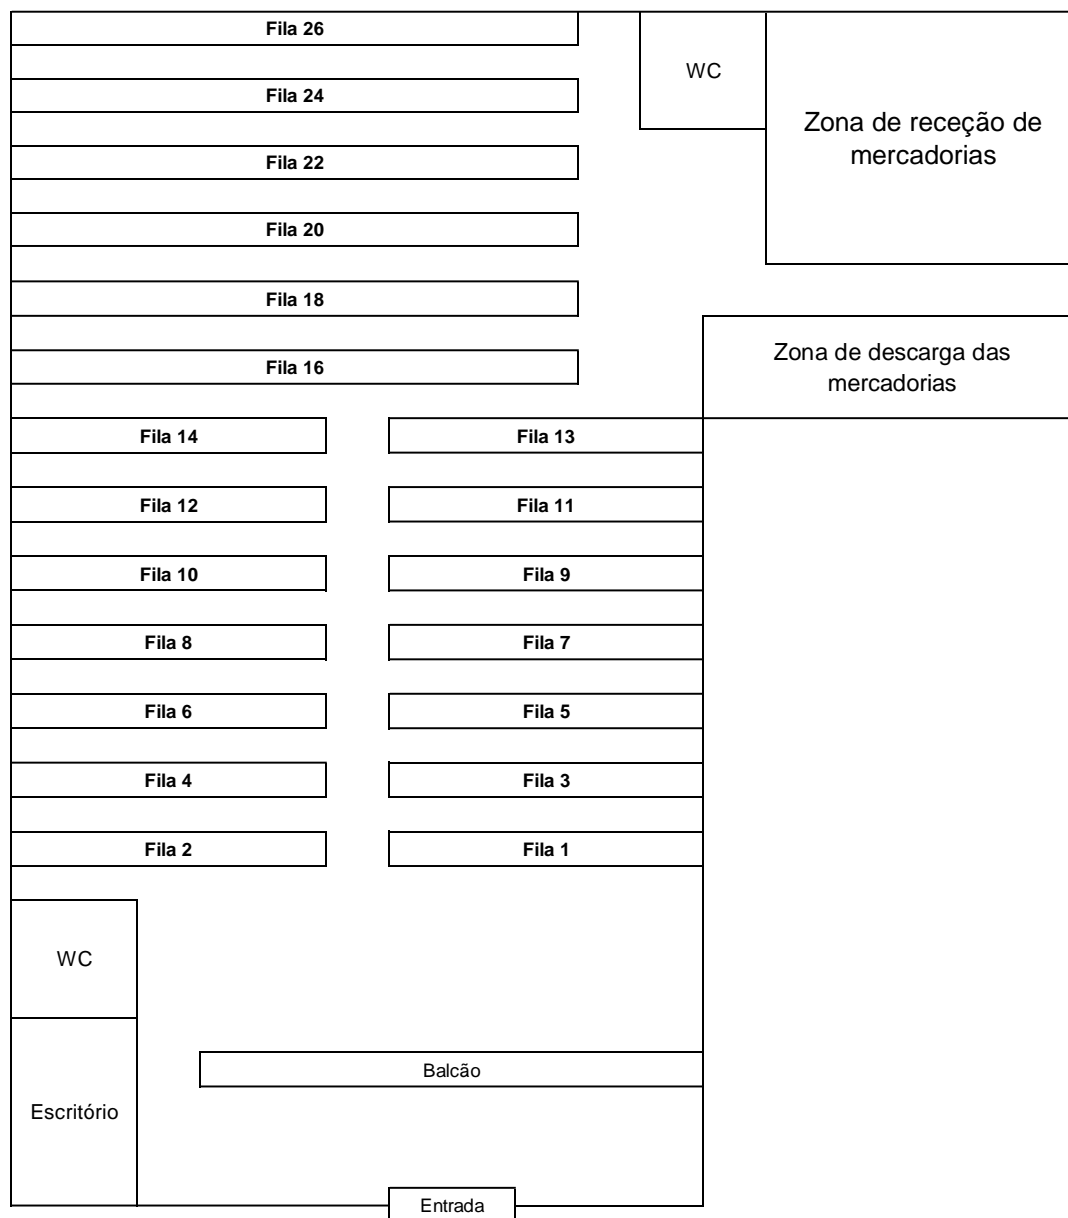 Fila 26
WC
Fila 24
Zona de receção de
mercadorias
Fila 22
Fila 20
Fila 18
Zona de descarga das
mercadorias
Fila 16
Fila 14
Fila 13
Fila 12
Fila 11
Fila 10
Fila 9
Fila 8
Fila 7
Fila 6
Fila 5
Fila 4
Fila 3
Fila 2
Fila 1
WC
Balcão
Escritório
Entrada